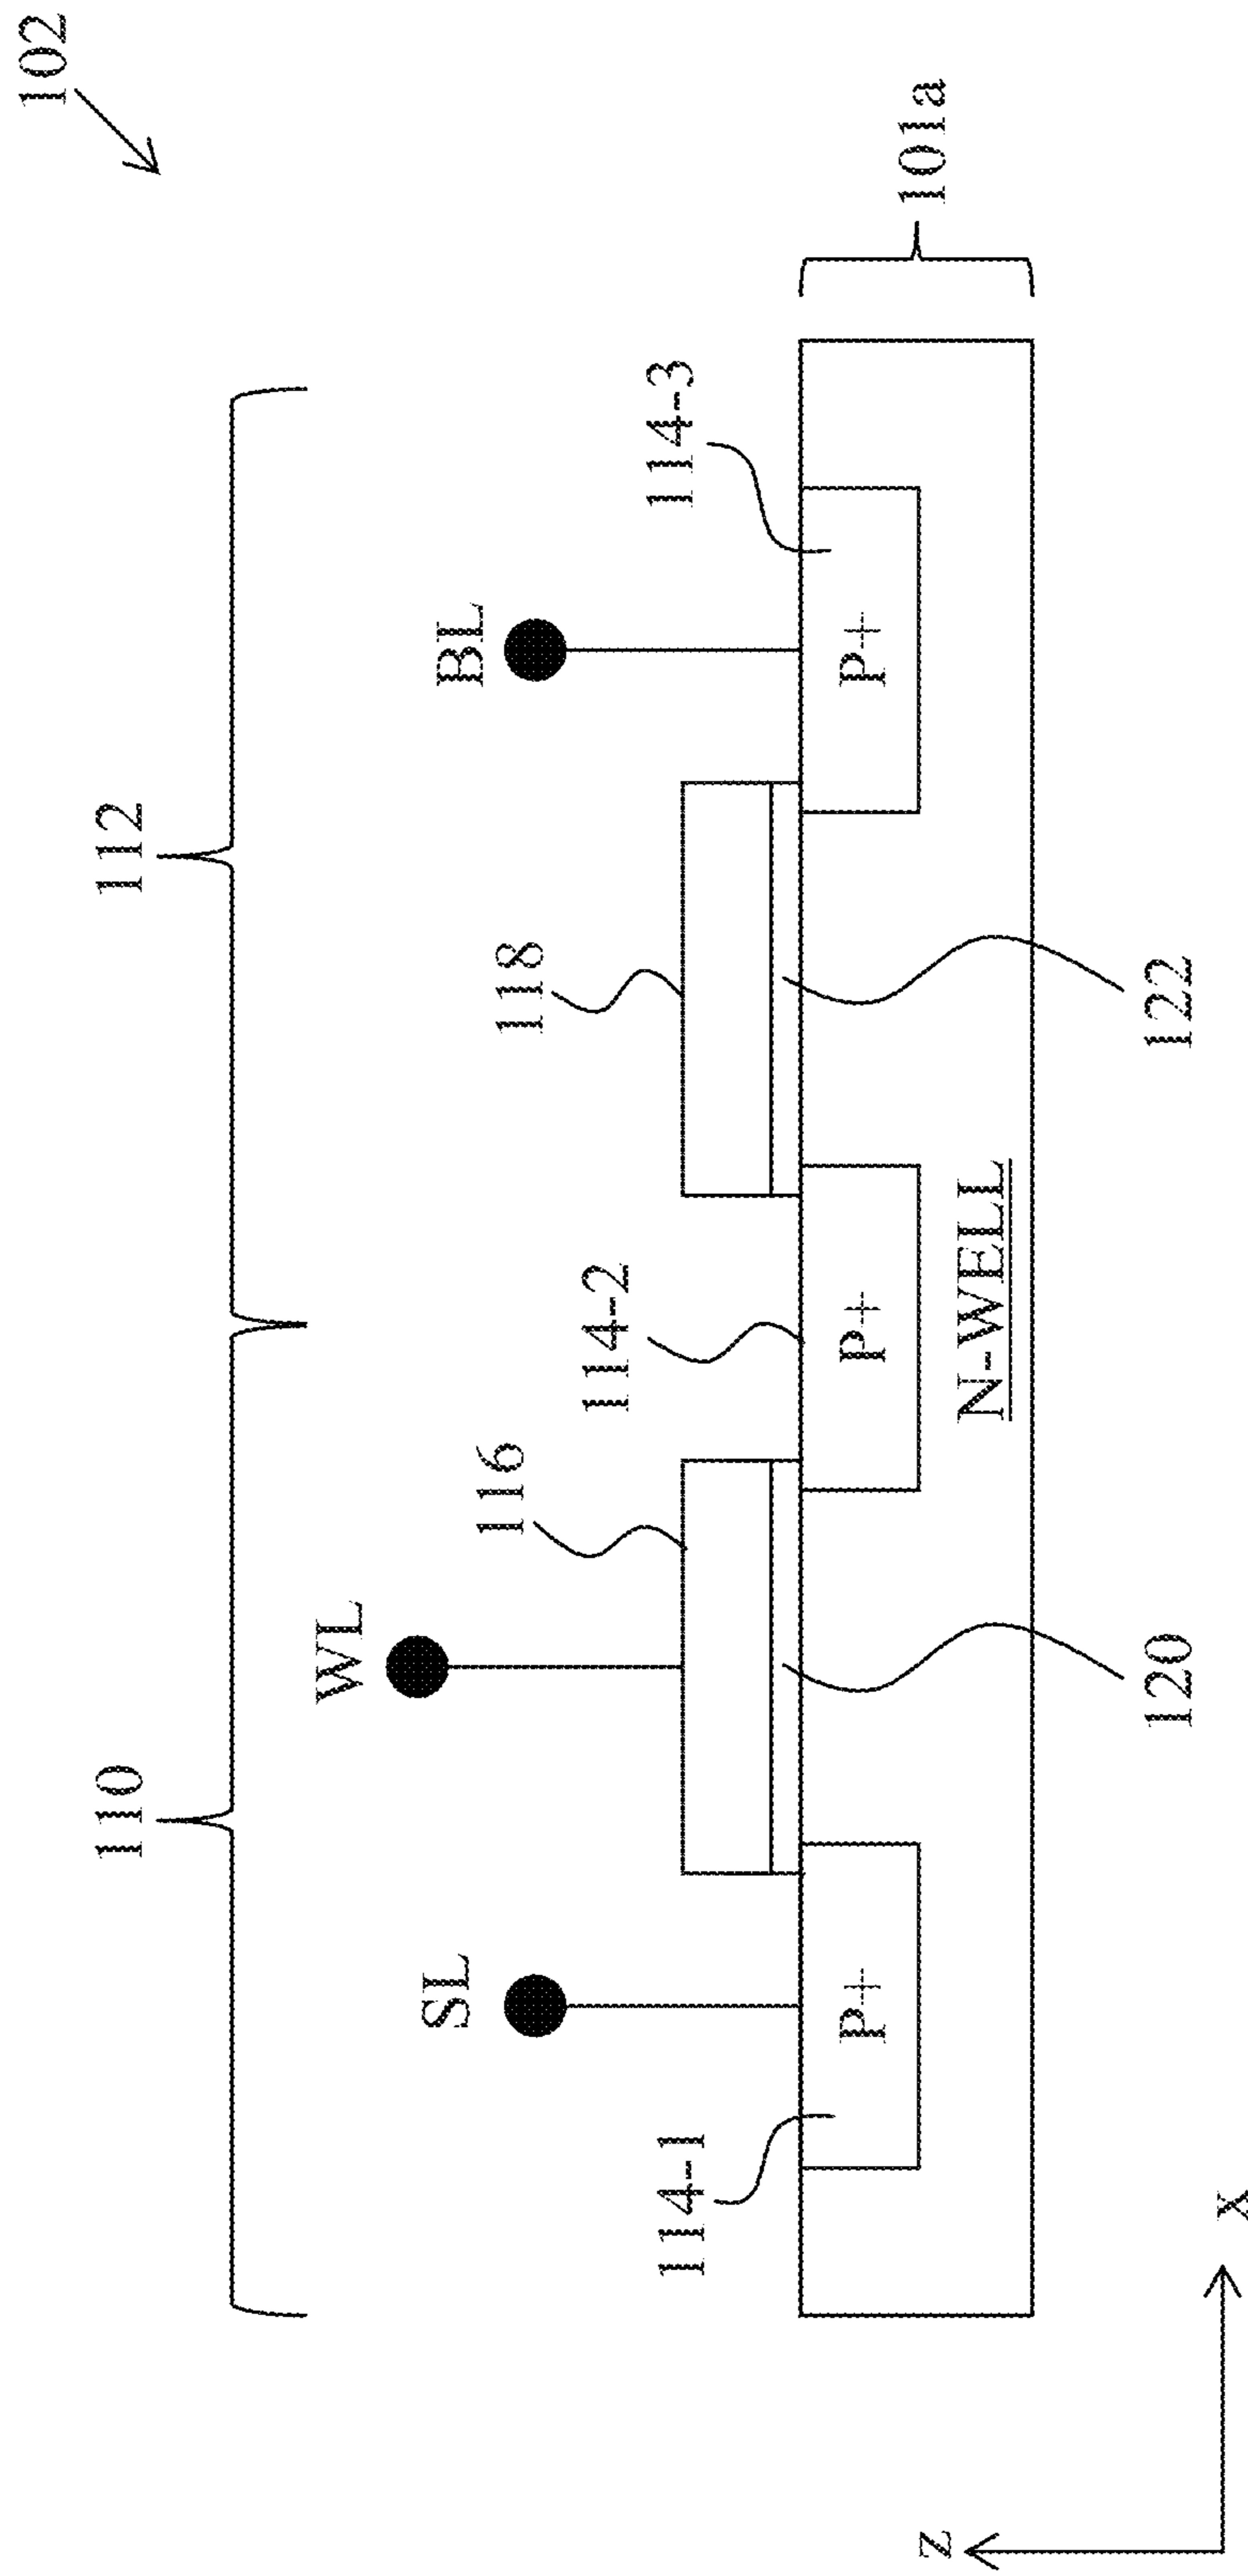 102
110
112
WL
SL
BL
116
118
114-2
114-1
114-3
101a
P+
P+
P+
N-WELL
120
122
z
x